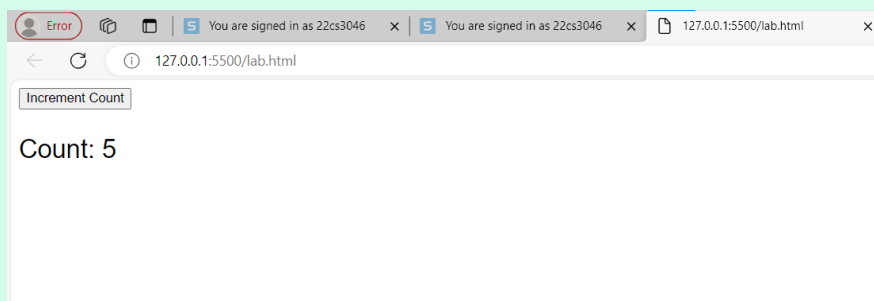 Error
You are signed in as 22cs3046
You are signed in as 22cs3046
127.0.0.1:5500/lab.html
127.0.0.1:5500/lab.html
Increment Count
Count: 5